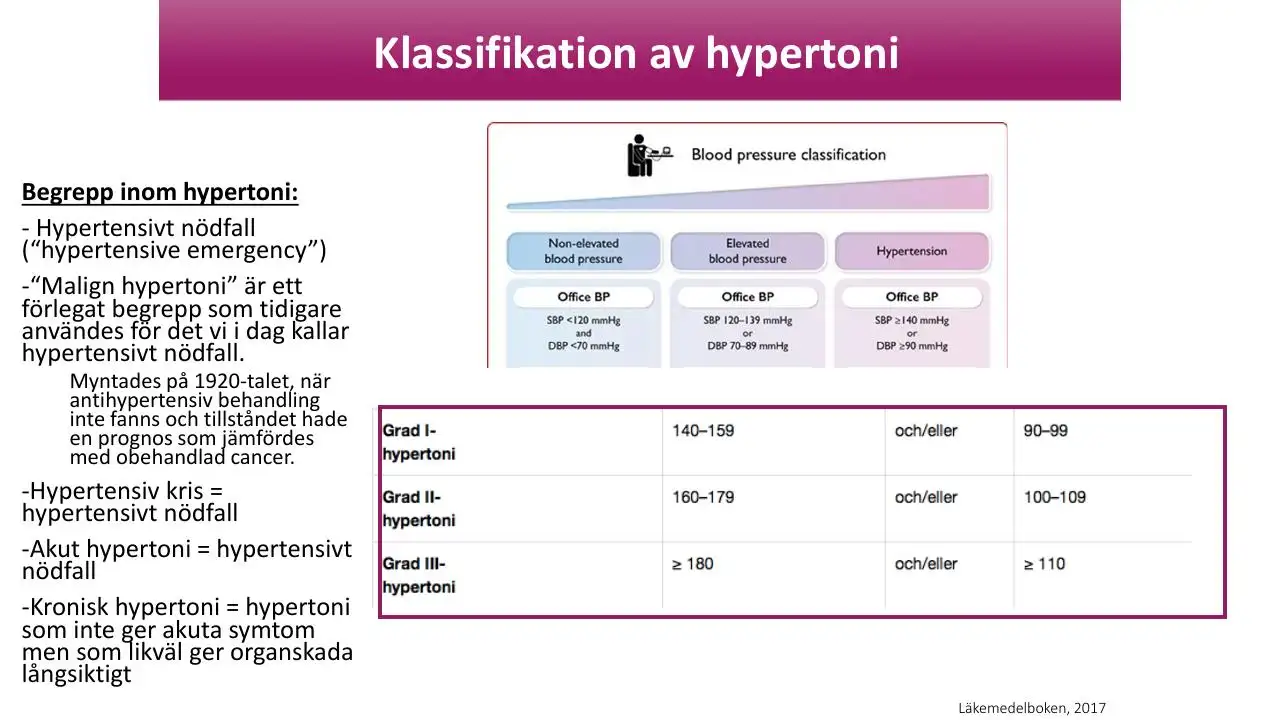 Klassifikation av hypertoni
Begrepp inom hypertoni:
- Hypertensivt nödfall
(“hypertensive emergency”)
-“Malign hypertoni” är ett
förlegat begrepp som tidigare
användes för det vi i dag kallar
hypertensivt nödfall.
Myntades på 1920-talet, när
antihypertensiv behandling
inte fanns och tillståndet hade
en prognos som jämfördes
med obehandlad cancer.
-Hypertensiv kris =
hypertensivt nödfall
-Akut hypertoni = hypertensivt
nödfall
-Kronisk hypertoni = hypertoni
som inte ger akuta symtom
men som likväl ger organskada
långsiktigt
Blood pressure classification
Non-elevated
blood pressure
Office BP
SBP <120 mmHg
and
DBP <70 mmHg
Elevated
blood pressure
Office BP
SBP 120–139 mmHg
or
DBP 70–89 mmHg
Hypertension
Office BP
SBP ≥140 mmHg
or
DBP ≥90 mmHg
Grad I- 140–159 och/eller 90–99
hypertoni
Grad II- 160–179 och/eller 100–109
hypertoni
Grad III- ≥ 180 och/eller ≥ 110
hypertoni
Läkemedelboken, 2017